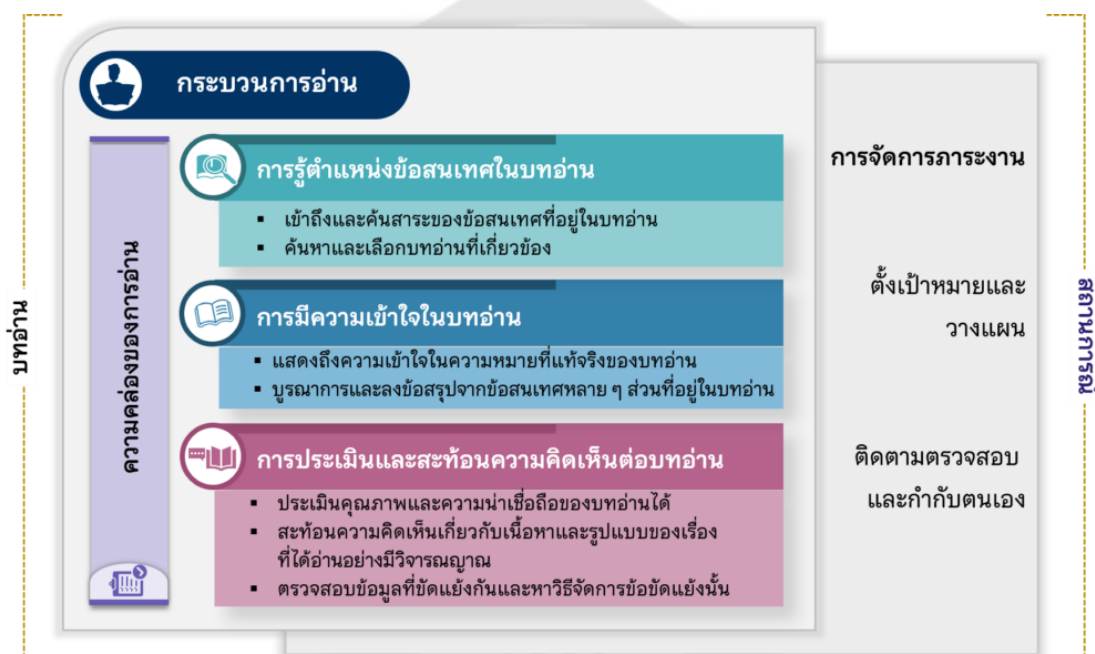 กระบวนการอ่าน
การรู้ตำแหน่งข้อสนเทศในบทอ่าน
▪ เข้าถึงและค้นสาระของข้อสนเทศที่อยู่ในบทอ่าน
▪ ค้นหาและเลือกบทอ่านที่เกี่ยวข้อง
การมีความเข้าใจในบทอ่าน
▪ แสดงถึงความเข้าใจในความหมายที่แท้จริงของบทอ่าน
▪ บูรณาการและลงข้อสรุปจากข้อสนเทศหลาย ๆ ส่วนที่อยู่ในบทอ่าน
การประเมินและสะท้อนความคิดเห็นต่อบทอ่าน
▪ ประเมินคุณภาพและความน่าเชื่อถือของบทอ่านได้
▪ สะท้อนความคิดเห็นเกี่ยวกับเนื้อหาและรูปแบบของเรื่อง
ที่ได้อ่านอย่างมีวิจารณญาณ
▪ ตรวจสอบข้อมูลที่ขัดแย้งกันและหาวิธีจัดการข้อขัดแย้งนั้น
ความคล่องของการอ่าน
บทอ่าน
การจัดการภาระงาน
ตั้งเป้าหมายและ
วางแผน
ติดตามตรวจสอบ
และกำกับตนเอง
สถานการณ์